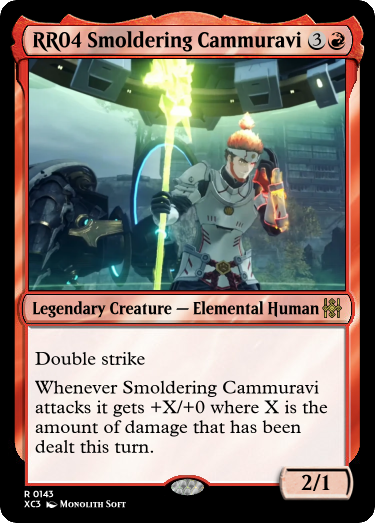 RR04 Smoldering Cammuravi 3
Legendary Creature — Elemental Human
Double strike
Whenever Smoldering Cammuravi
attacks it gets +X/+0 where X is the
amount of damage that has been
dealt this turn.
2/1
R 0143
XC3 Monolith Soft